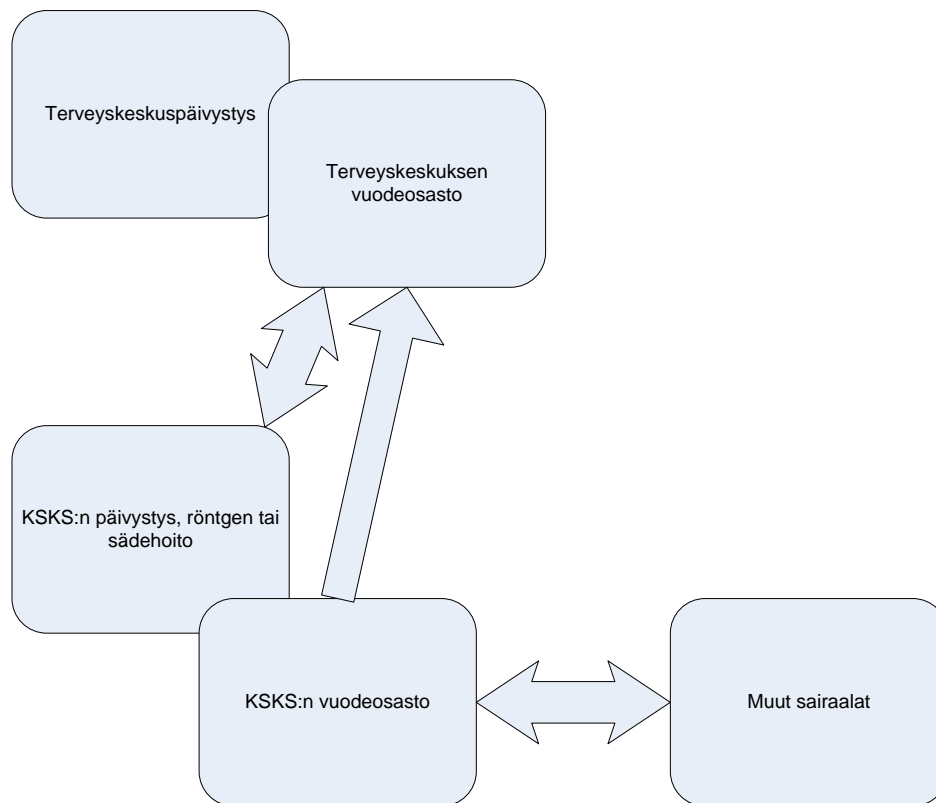 Terveyskeskuspäivystys
Terveyskeskuksen
vuodeosasto
KSKS:n päivystys, röntgen tai
sädehoito
KSKS:n vuodeosasto
Muut sairaalat